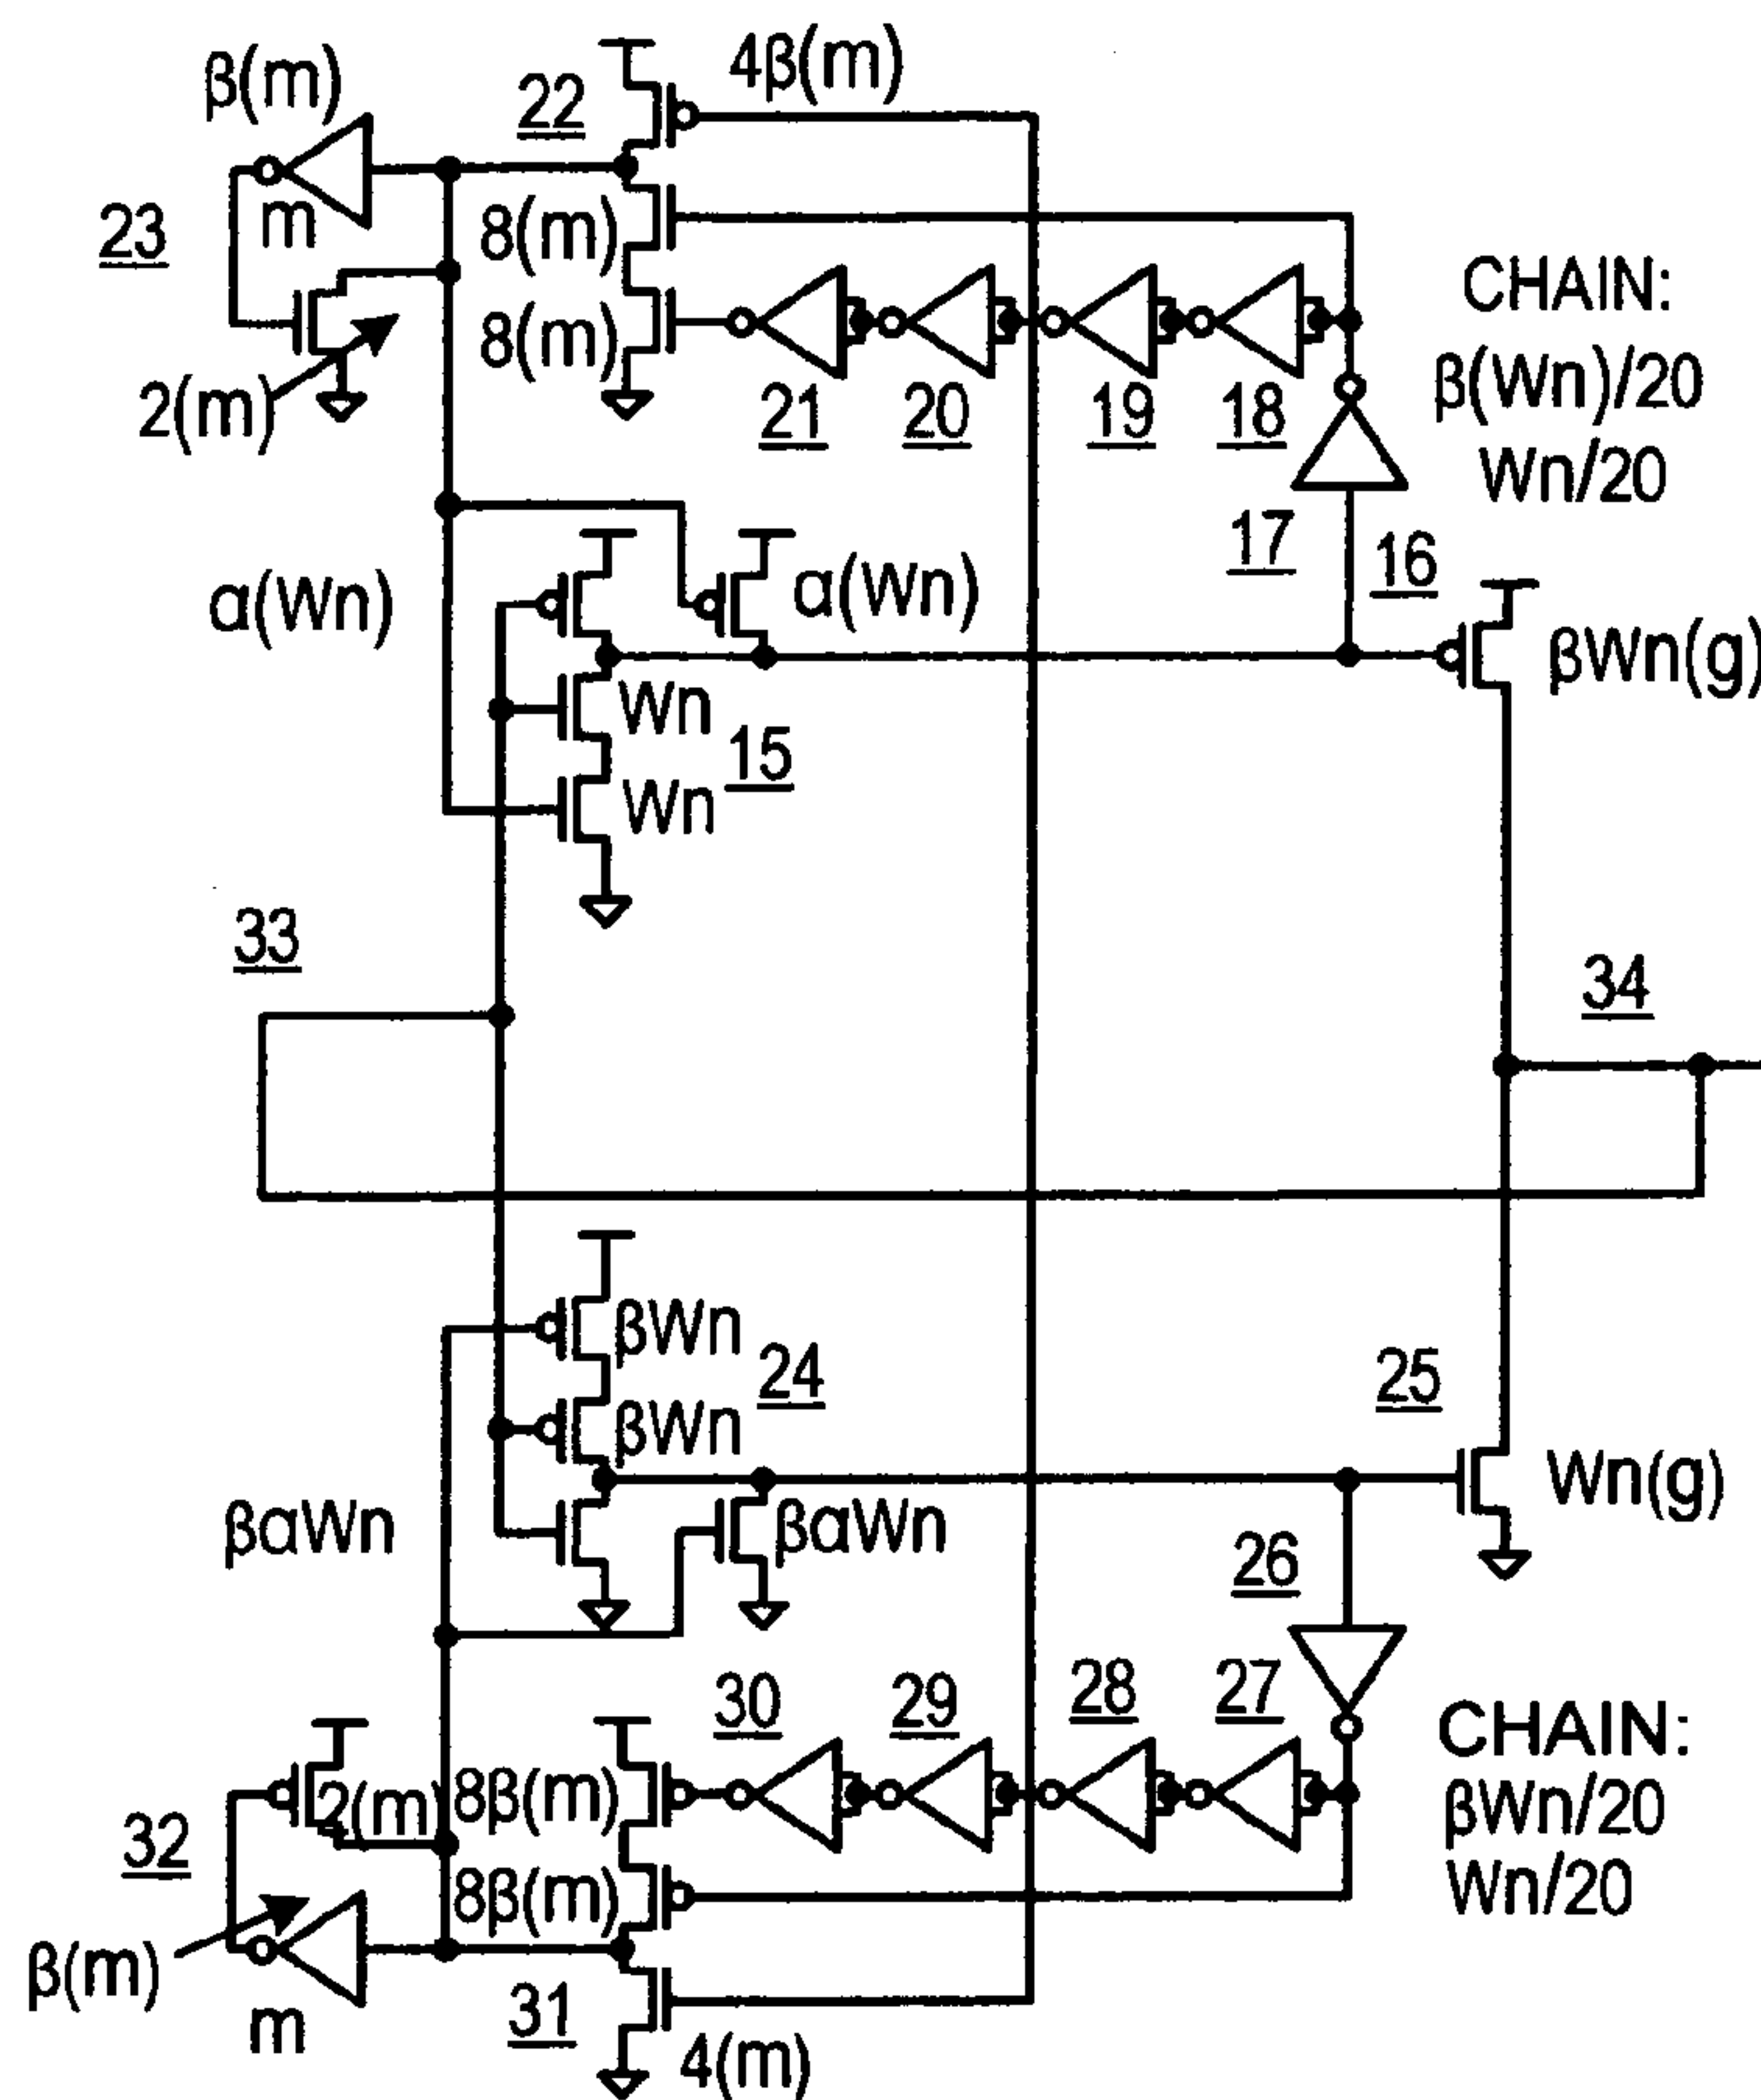 β(m)
22
4β(m)
23
m
8(m)
8(m)
2(m)
21
20
19
18
CHAIN:
β(Wn)/20
Wn/20
17
16
α(Wn)
α(Wn)
βWn(g)
Wn
15
Wn
33
34
βWn
24
βWn
25
Wn(g)
βαWn
βαWn
26
30
29
28
27
CHAIN:
βWn/20
Wn/20
2(m)
8β(m)
32
8β(m)
β(m)
m
31
4(m)